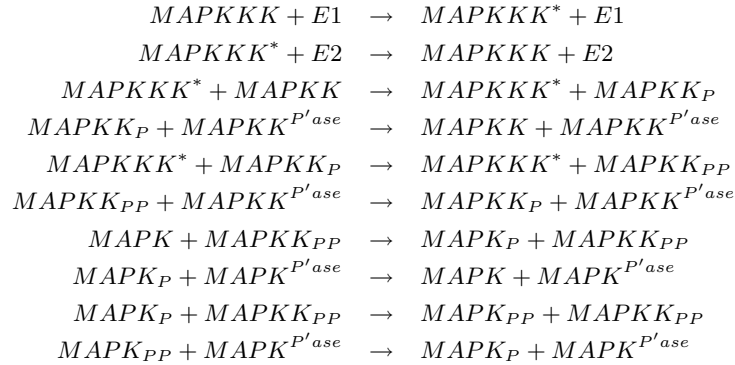 MAPKKK + E1 → MAPKKK* + E1
MAPKKK* + E2 → MAPKKK + E2
MAPKKK* + MAPKK → MAPKKK* + MAPKK_P
MAPKK_P + MAPKK^{P'ase} → MAPKK + MAPKK^{P'ase}
MAPKKK* + MAPKK_P → MAPKKK* + MAPKK_{PP}
MAPKK_{PP} + MAPKK^{P'ase} → MAPKK_P + MAPKK^{P'ase}
MAPK + MAPKK_{PP} → MAPK_P + MAPKK_{PP}
MAPK_P + MAPK^{P'ase} → MAPK + MAPK^{P'ase}
MAPK_P + MAPKK_{PP} → MAPK_{PP} + MAPKK_{PP}
MAPK_{PP} + MAPK^{P'ase} → MAPK_P + MAPK^{P'ase}